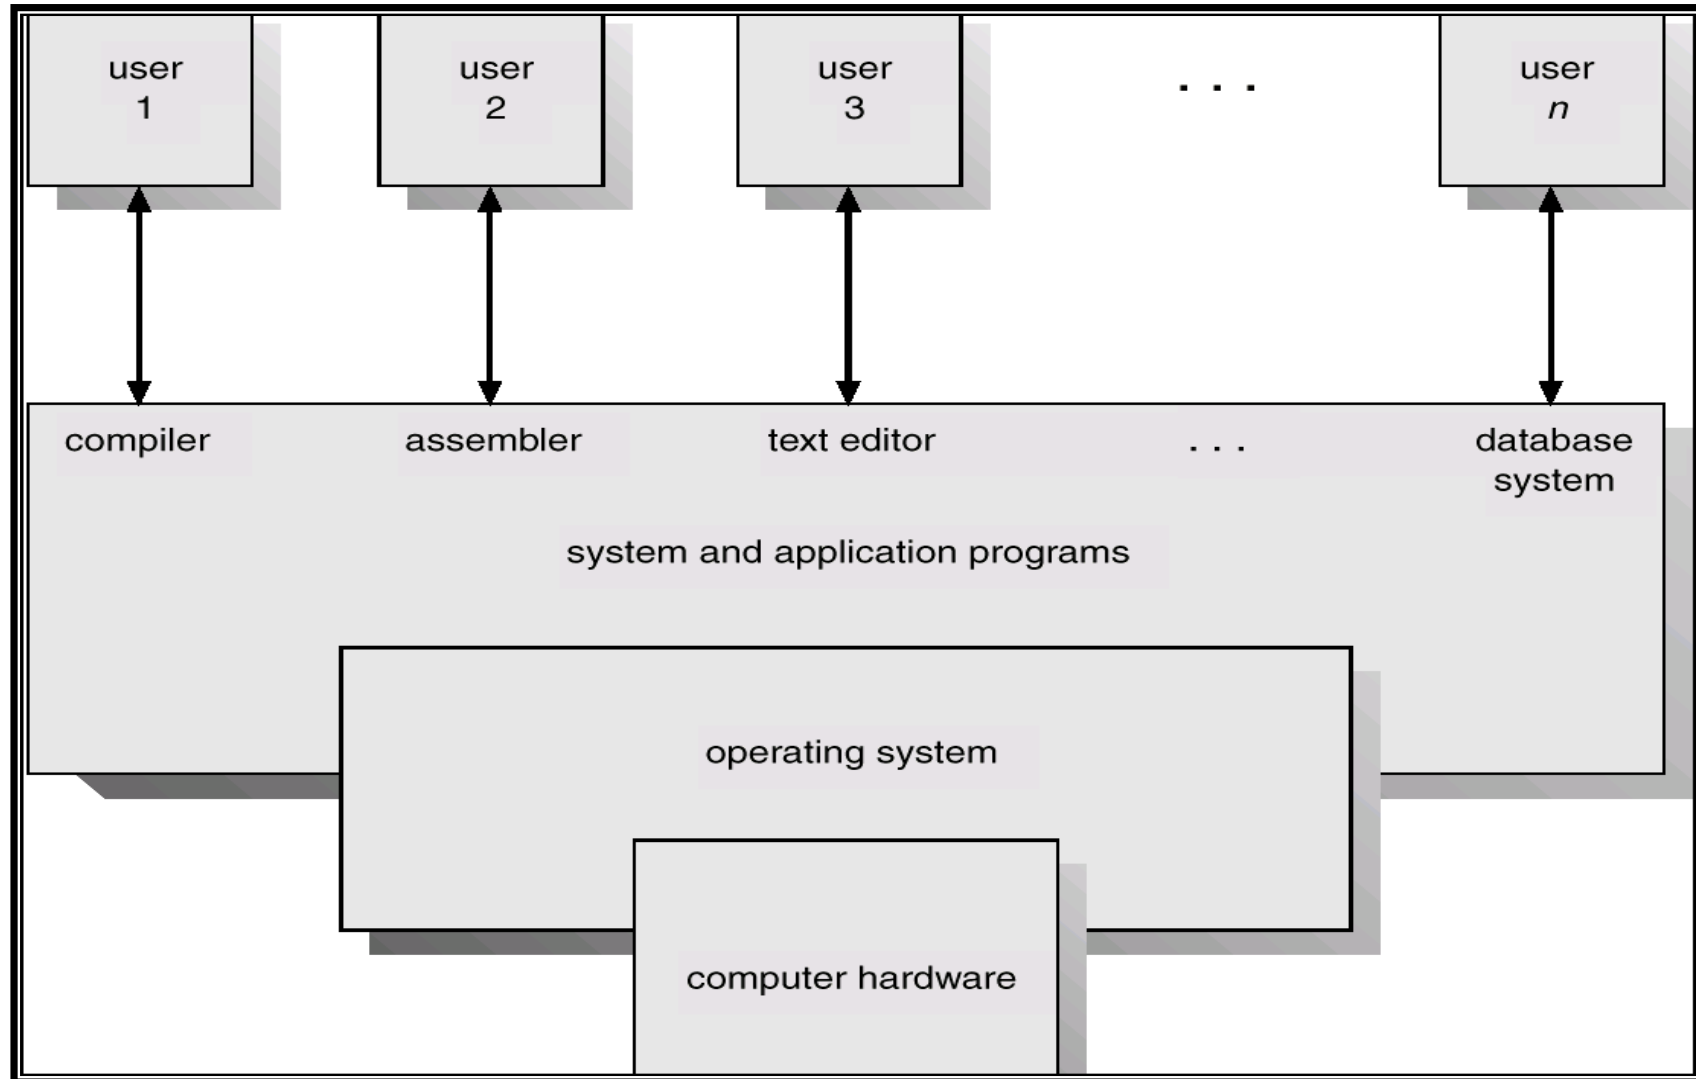 user
1
user
2
user
3
. . .
user
n
compiler
assembler
text editor
. . .
database
system
system and application programs
operating system
computer hardware